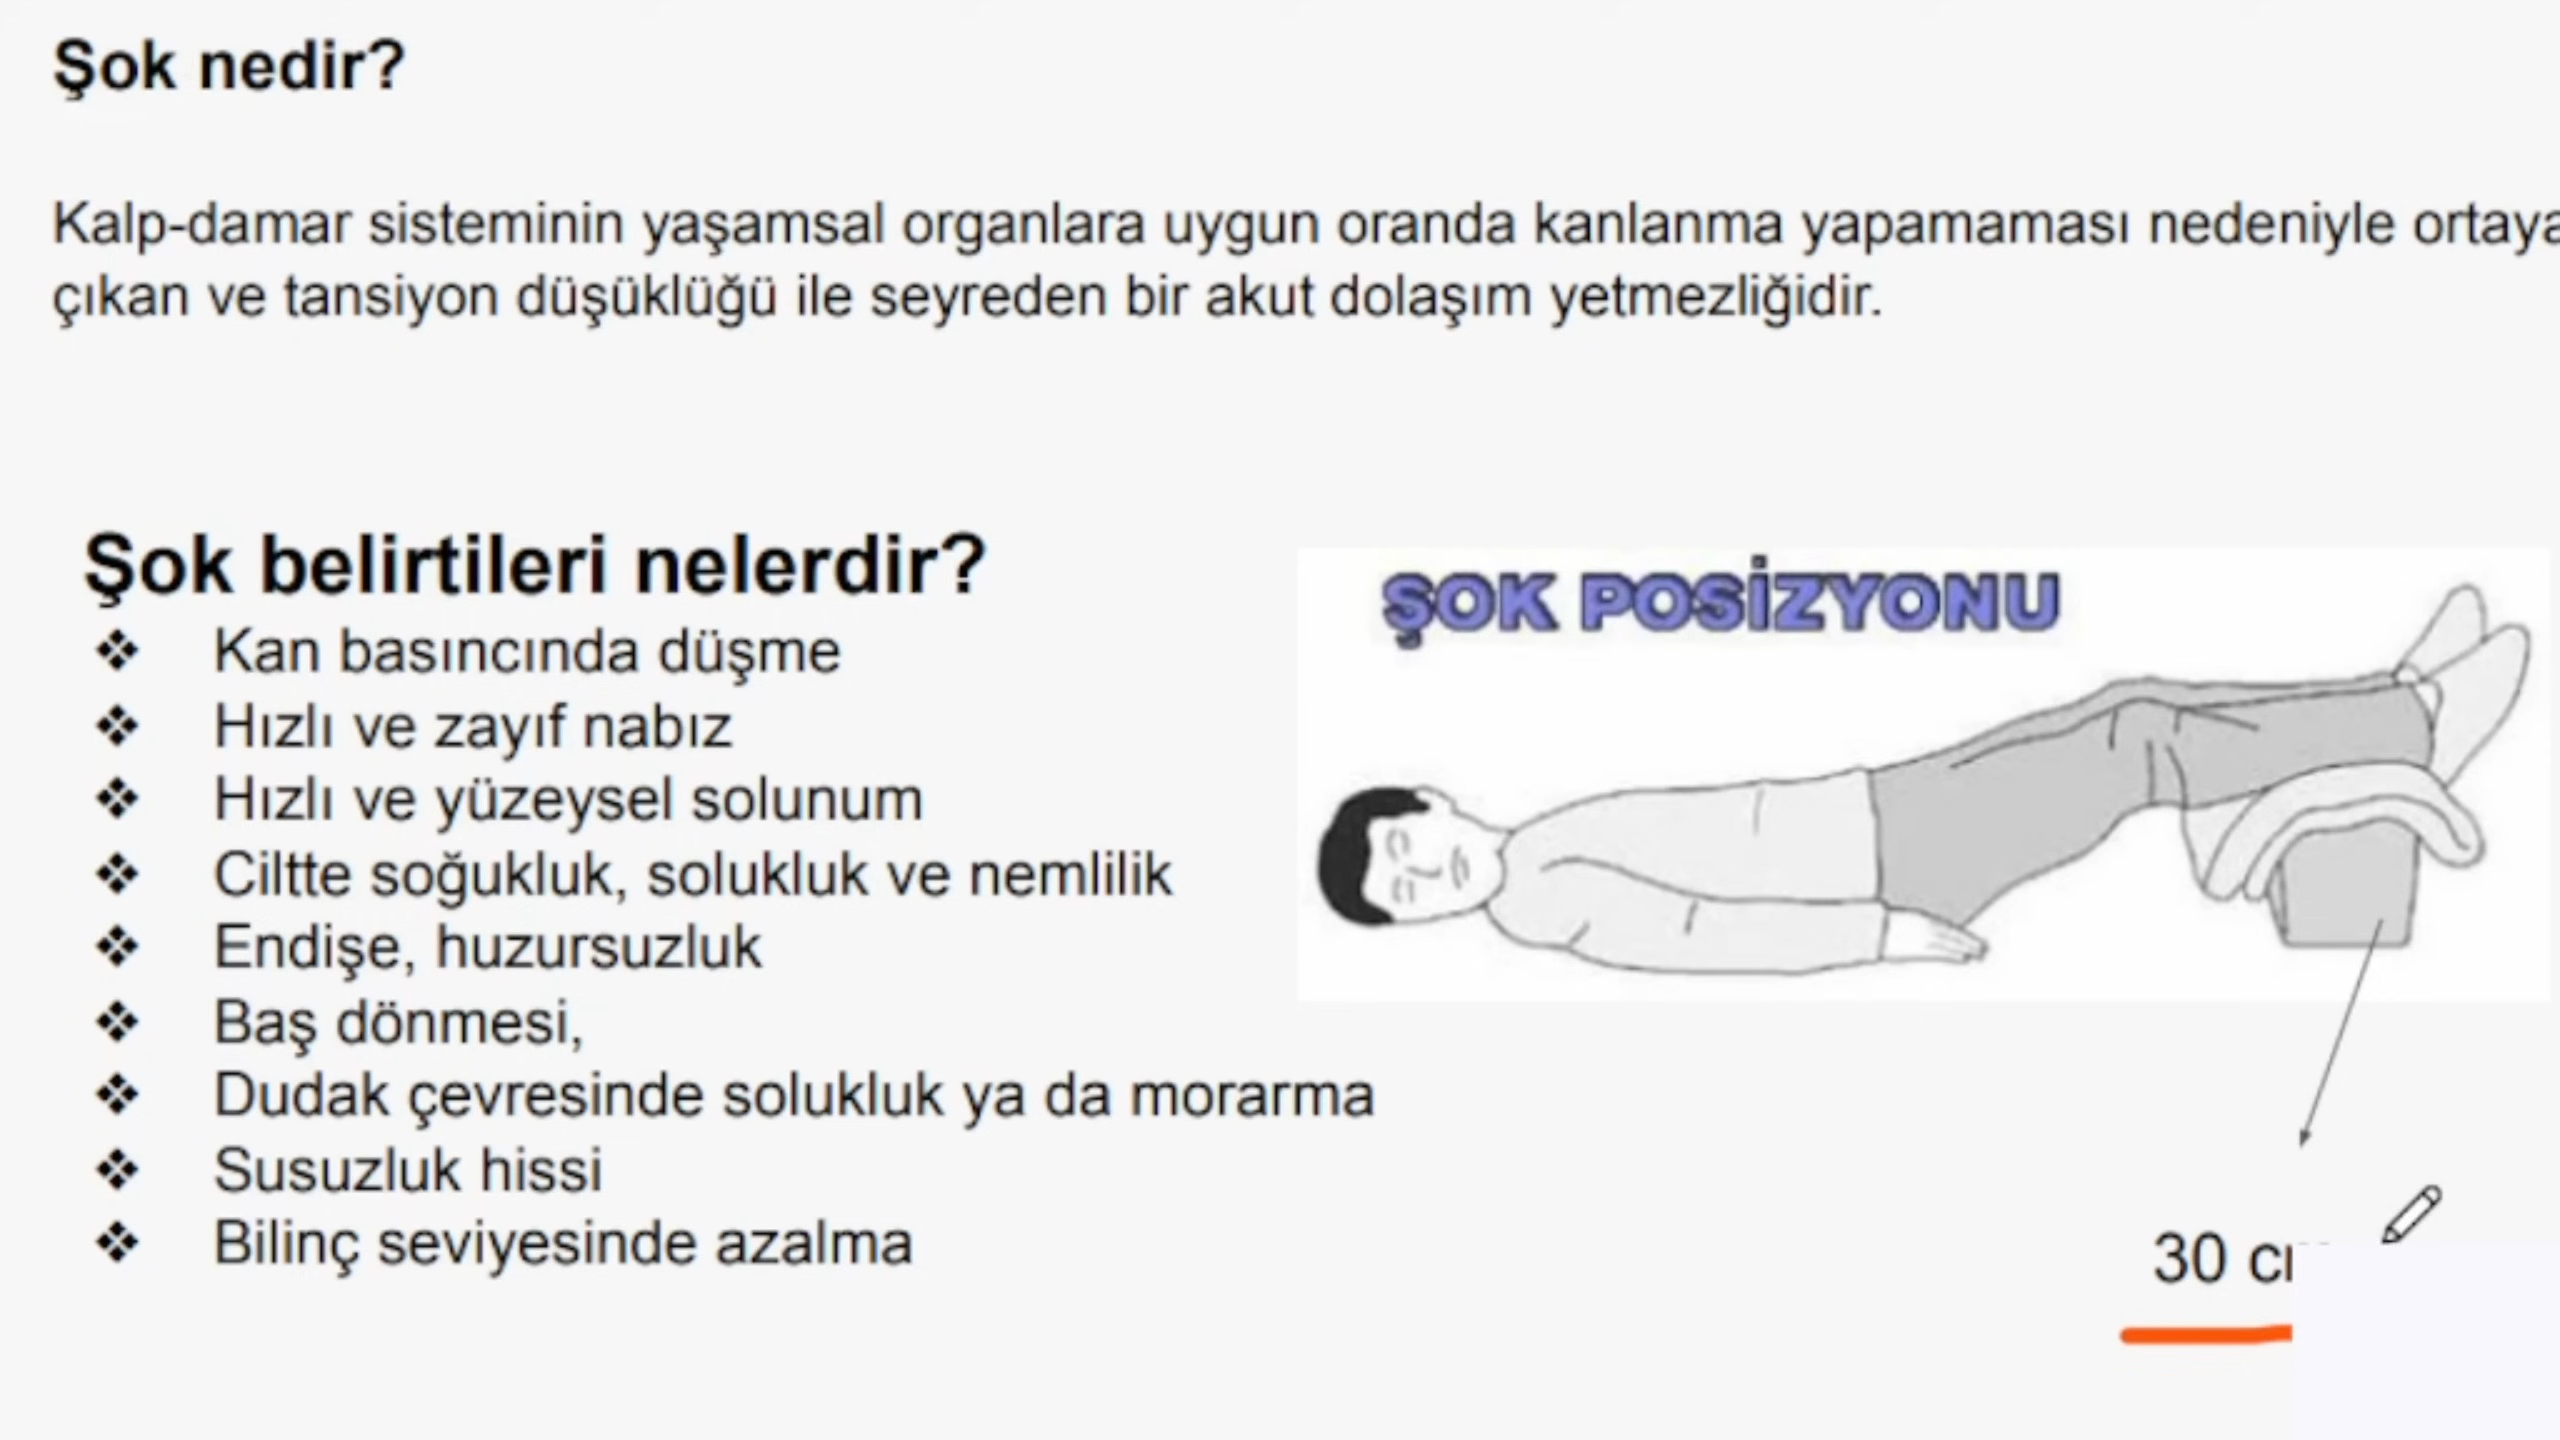 Şok nedir?
Kalp-damar sisteminin yaşamsal organlara uygun oranda kanlanma yapamaması nedeniyle ortaya
çıkan ve tansiyon düşüklüğü ile seyreden bir akut dolaşım yetmezliğidir.
Şok belirtileri nelerdir?
❖ Kan basıncında düşme
❖ Hızlı ve zayıf nabız
❖ Hızlı ve yüzeysel solunum
❖ Ciltte soğukluk, solukluk ve nemlilik
❖ Endişe, huzursuzluk
❖ Baş dönmesi,
❖ Dudak çevresinde solukluk ya da morarma
❖ Susuzluk hissi
❖ Bilinç seviyesinde azalma
ŞOK POSİZYONU
30